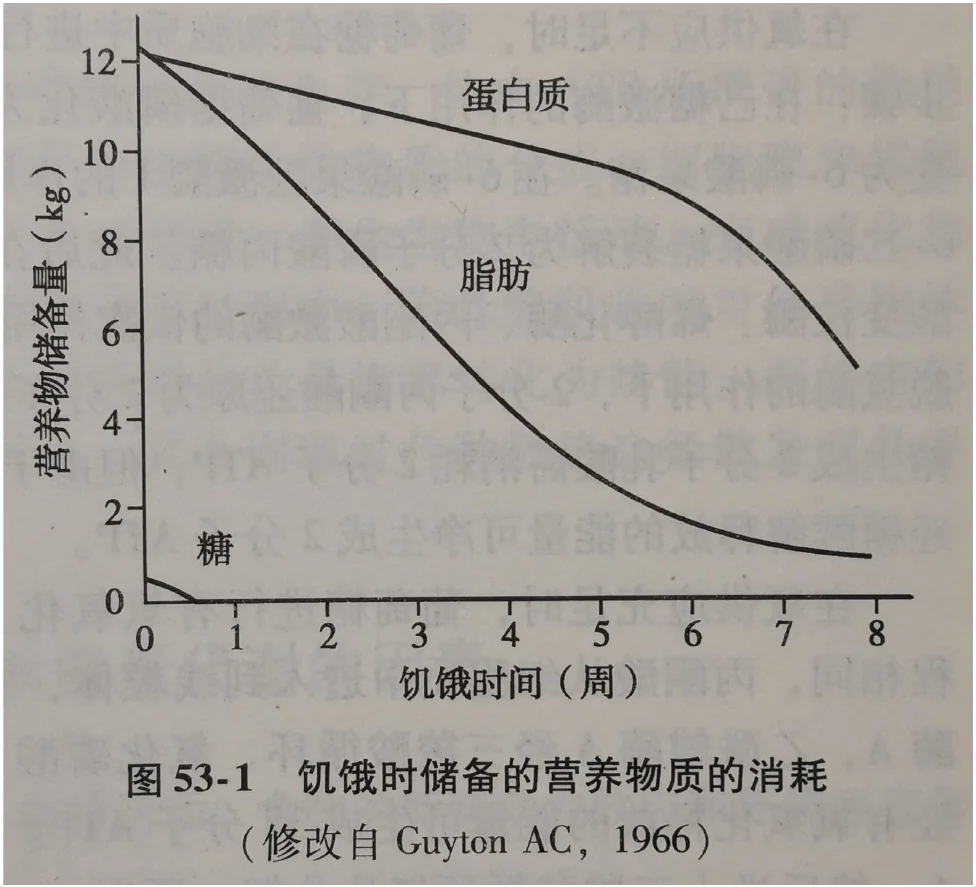 12
蛋白质
10
8
脂肪
6
4
2
糖
0
0 1 2 3 4 5 6 7 8
营养物储备量（kg）
饥饿时间（周）
图 53-1 饥饿时储备的营养物质的消耗
（修改自 Guyton AC，1966）